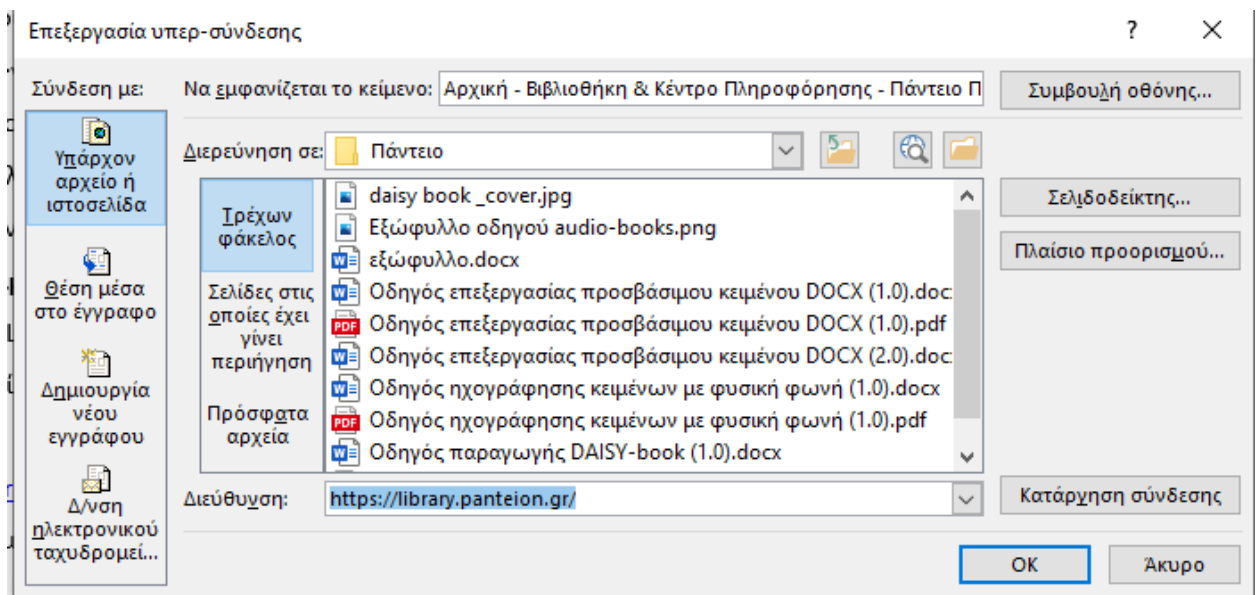 Επεξεργασία υπερ-σύνδεσης
Σύνδεση με:
Να εμφανίζεται το κείμενο: Αρχική - Βιβλιοθήκη & Κέντρο Πληροφόρησης - Πάντειο Π
Συμβουλή οθόνης...
Υπάρχον
αρχείο ή
ιστοσελίδα
Θέση μέσα
στο έγγραφο
Δημιουργία
νέου
εγγράφου
Δ/νση
ηλεκτρονικού
ταχυδρομεί...
Διερεύνηση σε: Πάντειο
Τρέχων
φάκελος
Σελίδες στις
οποίες έχει
γίνει
περιήγηση
Πρόσφατα
αρχεία
daisy book _cover.jpg
Εξώφυλλο οδηγού audio-books.png
εξώφυλλο.docx
Οδηγός επεξεργασίας προσβάσιμου κειμένου DOCX (1.0).doc
Οδηγός επεξεργασίας προσβάσιμου κειμένου DOCX (1.0).pdf
Οδηγός επεξεργασίας προσβάσιμου κειμένου DOCX (2.0).doc
Οδηγός ηχογράφησης κειμένων με φυσική φωνή (1.0).docx
Οδηγός ηχογράφησης κειμένων με φυσική φωνή (1.0).pdf
Οδηγός παραγωγής DAISY-book (1.0).docx
Σελιδοδείκτης...
Πλαίσιο προορισμού...
Διεύθυνση: https://library.panteion.gr/
Κατάρχηση σύνδεσης
OK
Άκυρο